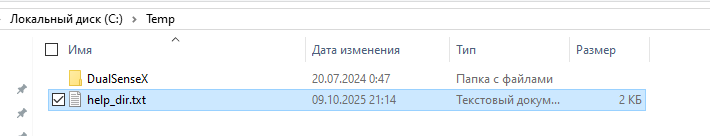 Локальный диск (C:) Temp
Имя Дата изменения Тип Размер
DualSenseX 20.07.2024 0:47 Папка с файлами
help_dir.txt 09.10.2025 21:14 Текстовый докум... 2 КБ